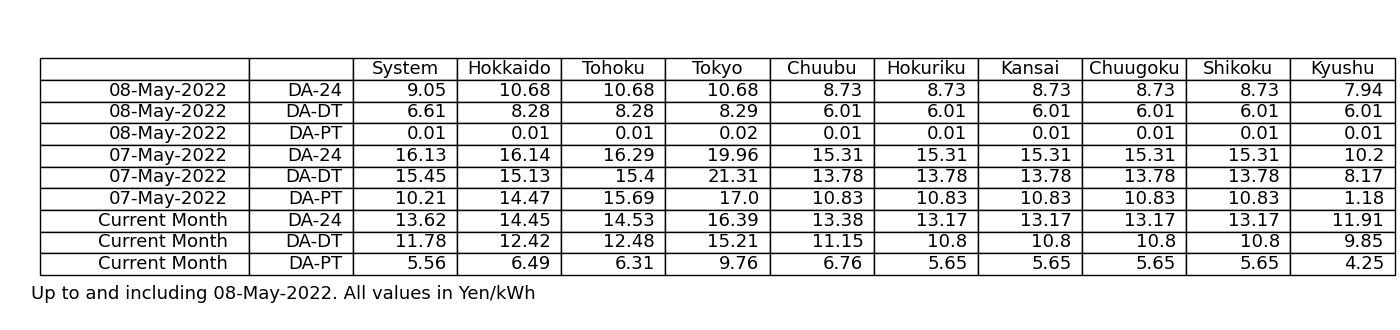 System Hokkaido Tohoku Tokyo Chuubu Hokuriku Kansai Chuugoku Shikoku Kyushu
08-May-2022 DA-24 9.05 10.68 10.68 10.68 8.73 8.73 8.73 8.73 8.73 7.94
08-May-2022 DA-DT 6.61 8.28 8.28 8.29 6.01 6.01 6.01 6.01 6.01 6.01
08-May-2022 DA-PT 0.01 0.01 0.01 0.02 0.01 0.01 0.01 0.01 0.01 0.01
07-May-2022 DA-24 16.13 16.14 16.29 19.96 15.31 15.31 15.31 15.31 15.31 10.2
07-May-2022 DA-DT 15.45 15.13 15.4 21.31 13.78 13.78 13.78 13.78 13.78 8.17
07-May-2022 DA-PT 10.21 14.47 15.69 17.0 10.83 10.83 10.83 10.83 10.83 1.18
Current Month DA-24 13.62 14.45 14.53 16.39 13.38 13.17 13.17 13.17 13.17 11.91
Current Month DA-DT 11.78 12.42 12.48 15.21 11.15 10.8 10.8 10.8 10.8 9.85
Current Month DA-PT 5.56 6.49 6.31 9.76 6.76 5.65 5.65 5.65 5.65 4.25
Up to and including 08-May-2022. All values in Yen/kWh